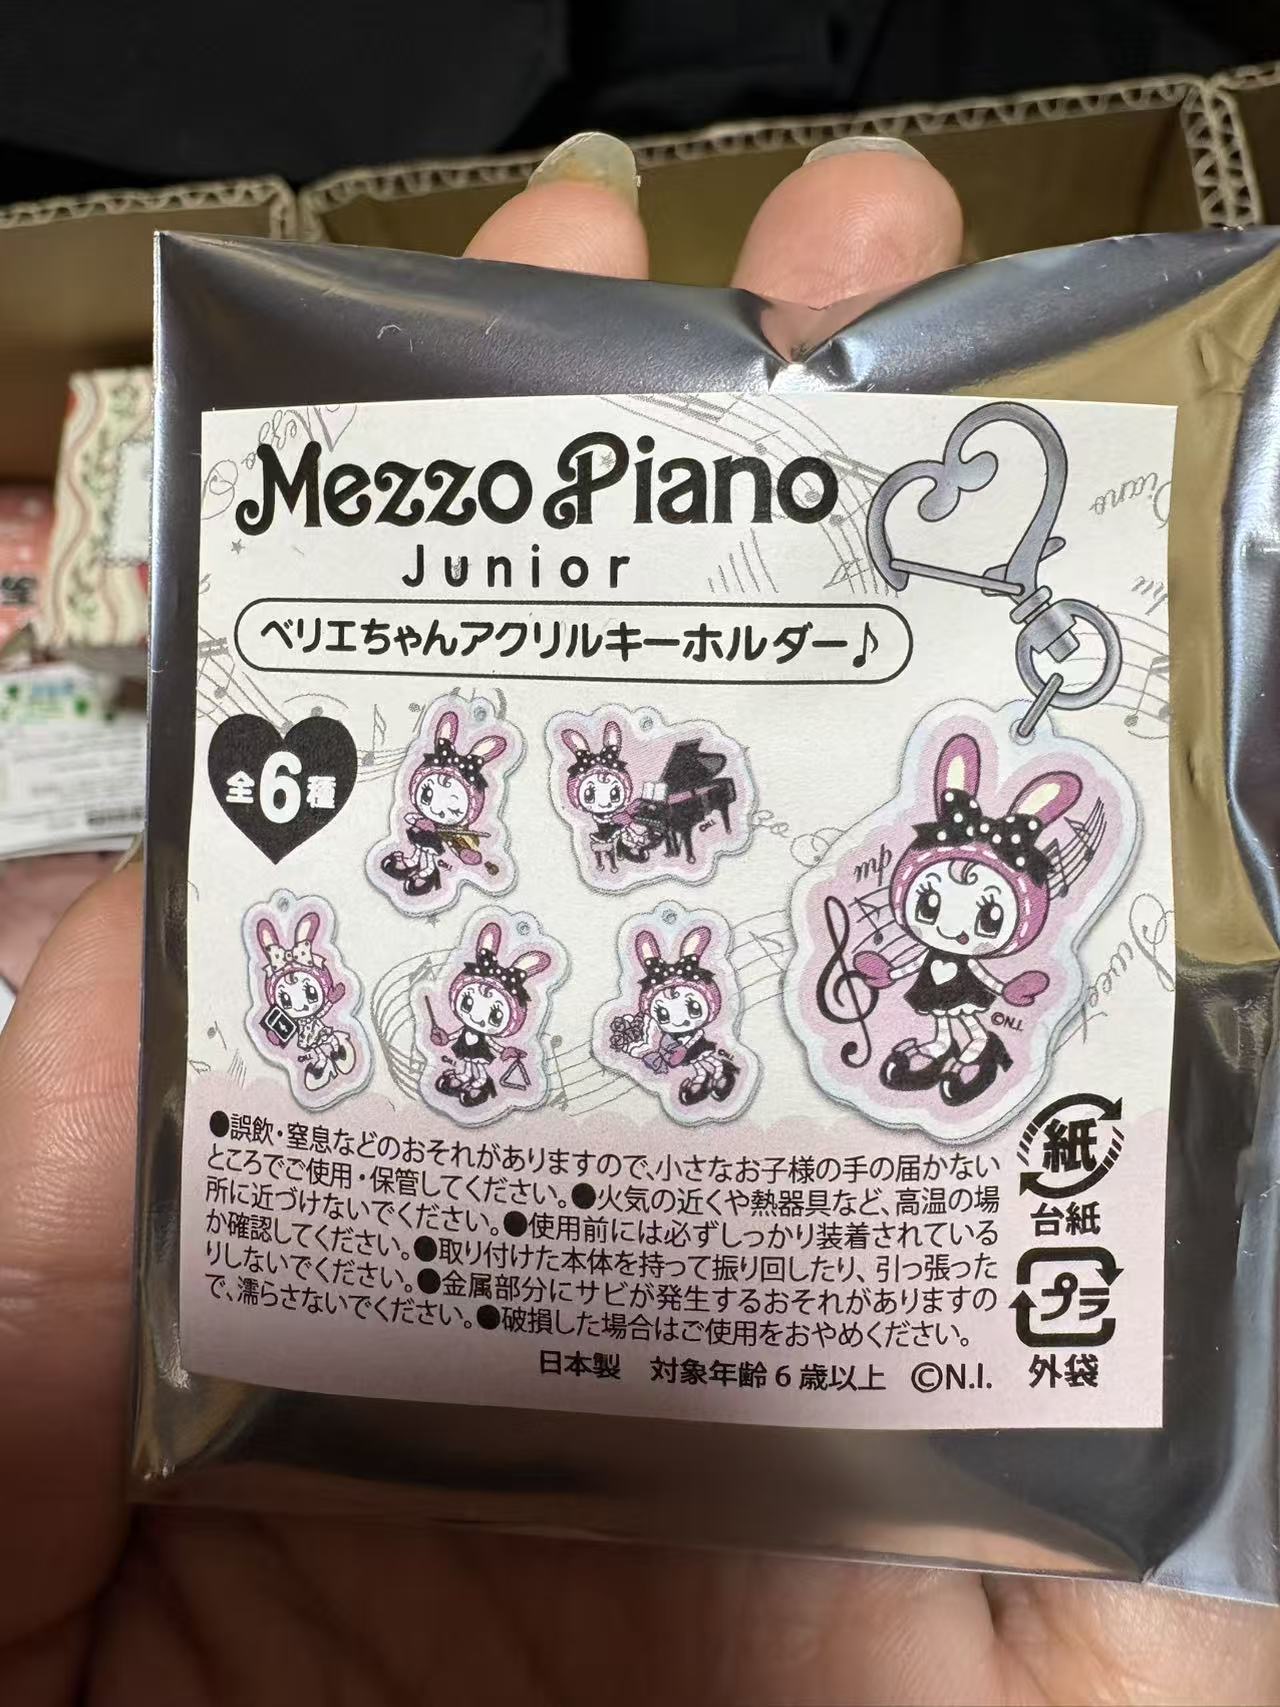 Mezzo Piano
Junior
ベリエちゃんアクリルキーホルダー♪
全6種
©N.I.
●誤飲・窒息などのおそれがありますので、小さなお子様の手の届かない
ところでご使用・保管してください。●火気の近くや熱器具など、高温の場
所に近づけないでください。●使用前には必ずしっかり装着されている
か確認してください。●取り付けた本体を持って振り回したり、引っ張った
りしないでください。●金属部分にサビが発生するおそれがありますの
で、濡らさないでください。●破損した場合はご使用をおやめください。
日本製 対象年齢6歳以上 ©N.I.
紙
台紙
プラ
外袋
Piano
Sweet